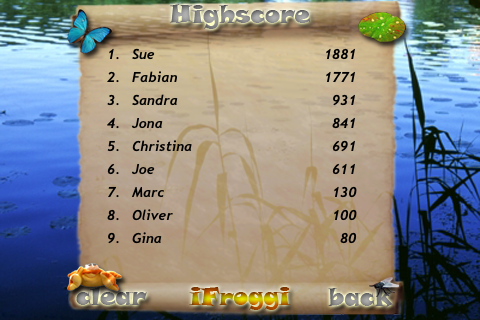 Highscore
1. Sue 1881
2. Fabian 1771
3. Sandra 931
4. Jona 841
5. Christina 691
6. Joe 611
7. Marc 130
8. Oliver 100
9. Gina 80
clear iFroggi back